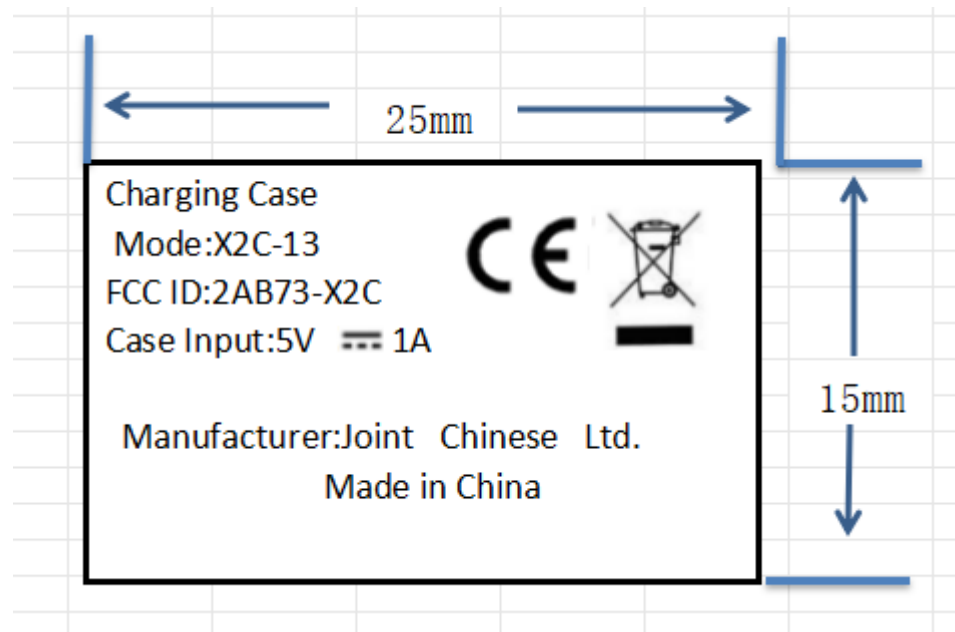 25mm
Charging Case
Mode:X2C-13
FCC ID:2AB73-X2C
Case Input:5V ⎓ 1A
CE
15mm
Manufacturer:Joint Chinese Ltd.
Made in China